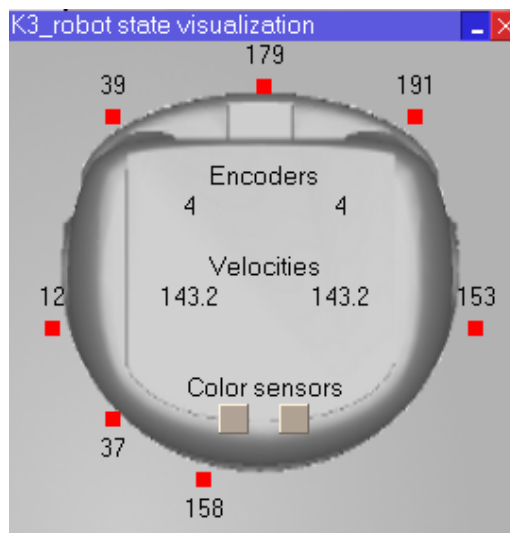 K3_robot state visualization
179
39 191
Encoders
4 4
Velocities
12 143.2 143.2 153
Color sensors
37
158